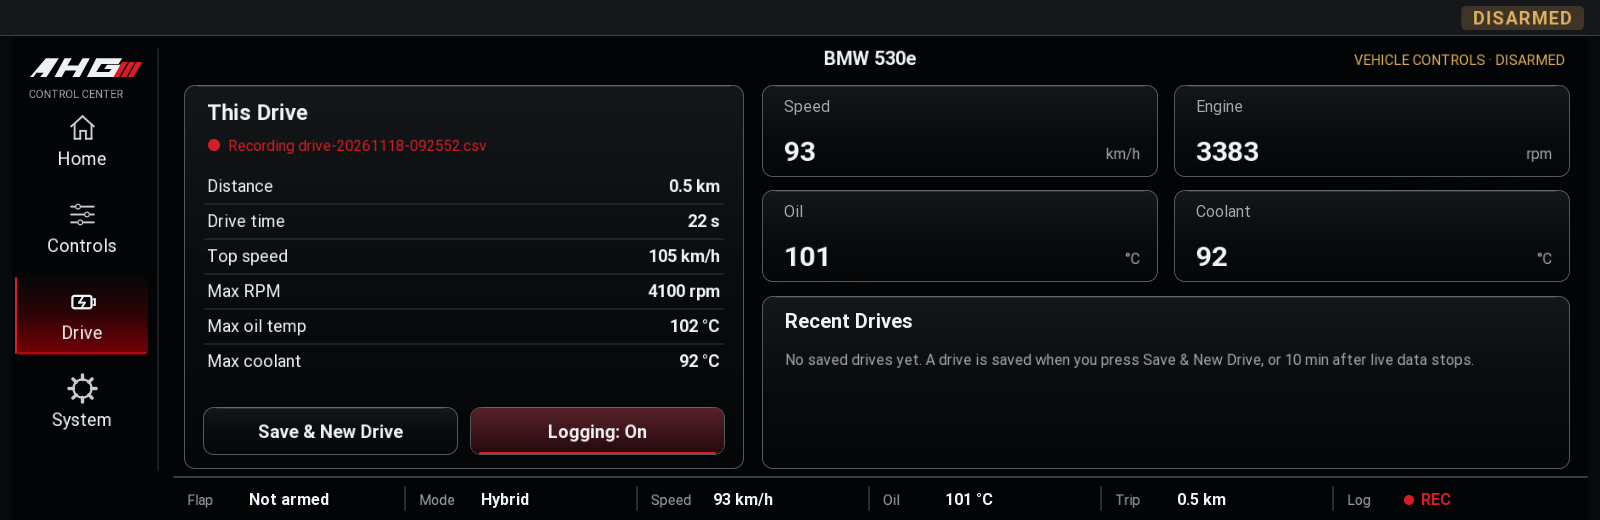 DISARMED
AHG
CONTROL CENTER
Home
Controls
Drive
System
BMW 530e
VEHICLE CONTROLS · DISARMED
This Drive
Recording drive-20261118-092552.csv
Distance 0.5 km
Drive time 22 s
Top speed 105 km/h
Max RPM 4100 rpm
Max oil temp 102 °C
Max coolant 92 °C
Save & New Drive
Logging: On
Speed
93 km/h
Engine
3383 rpm
Oil
101 °C
Coolant
92 °C
Recent Drives
No saved drives yet. A drive is saved when you press Save & New Drive, or 10 min after live data stops.
Flap Not armed
Mode Hybrid
Speed 93 km/h
Oil 101 °C
Trip 0.5 km
Log REC